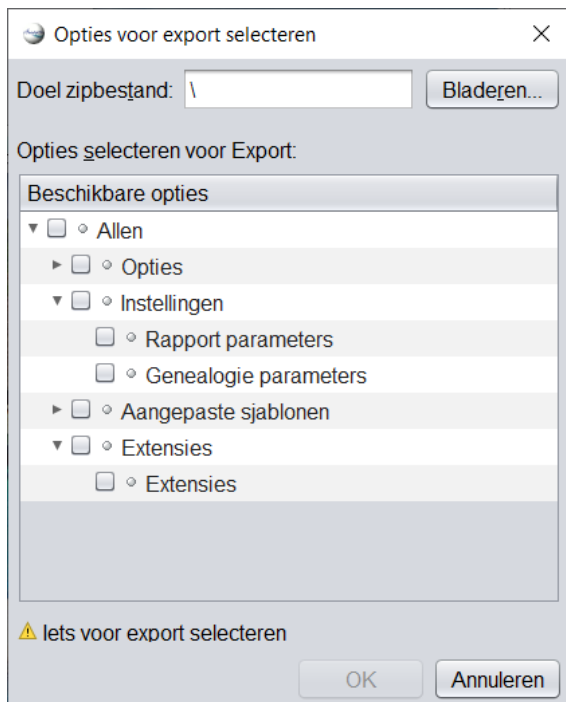 Opties voor export selecteren
Doel zipbestand: \ Bladeren...
Opties selecteren voor Export:
Beschikbare opties
Allen
Opties
Instellingen
Rapport parameters
Genealogie parameters
Aangepaste sjablonen
Extensies
Extensies
Iets voor export selecteren
OK Annuleren